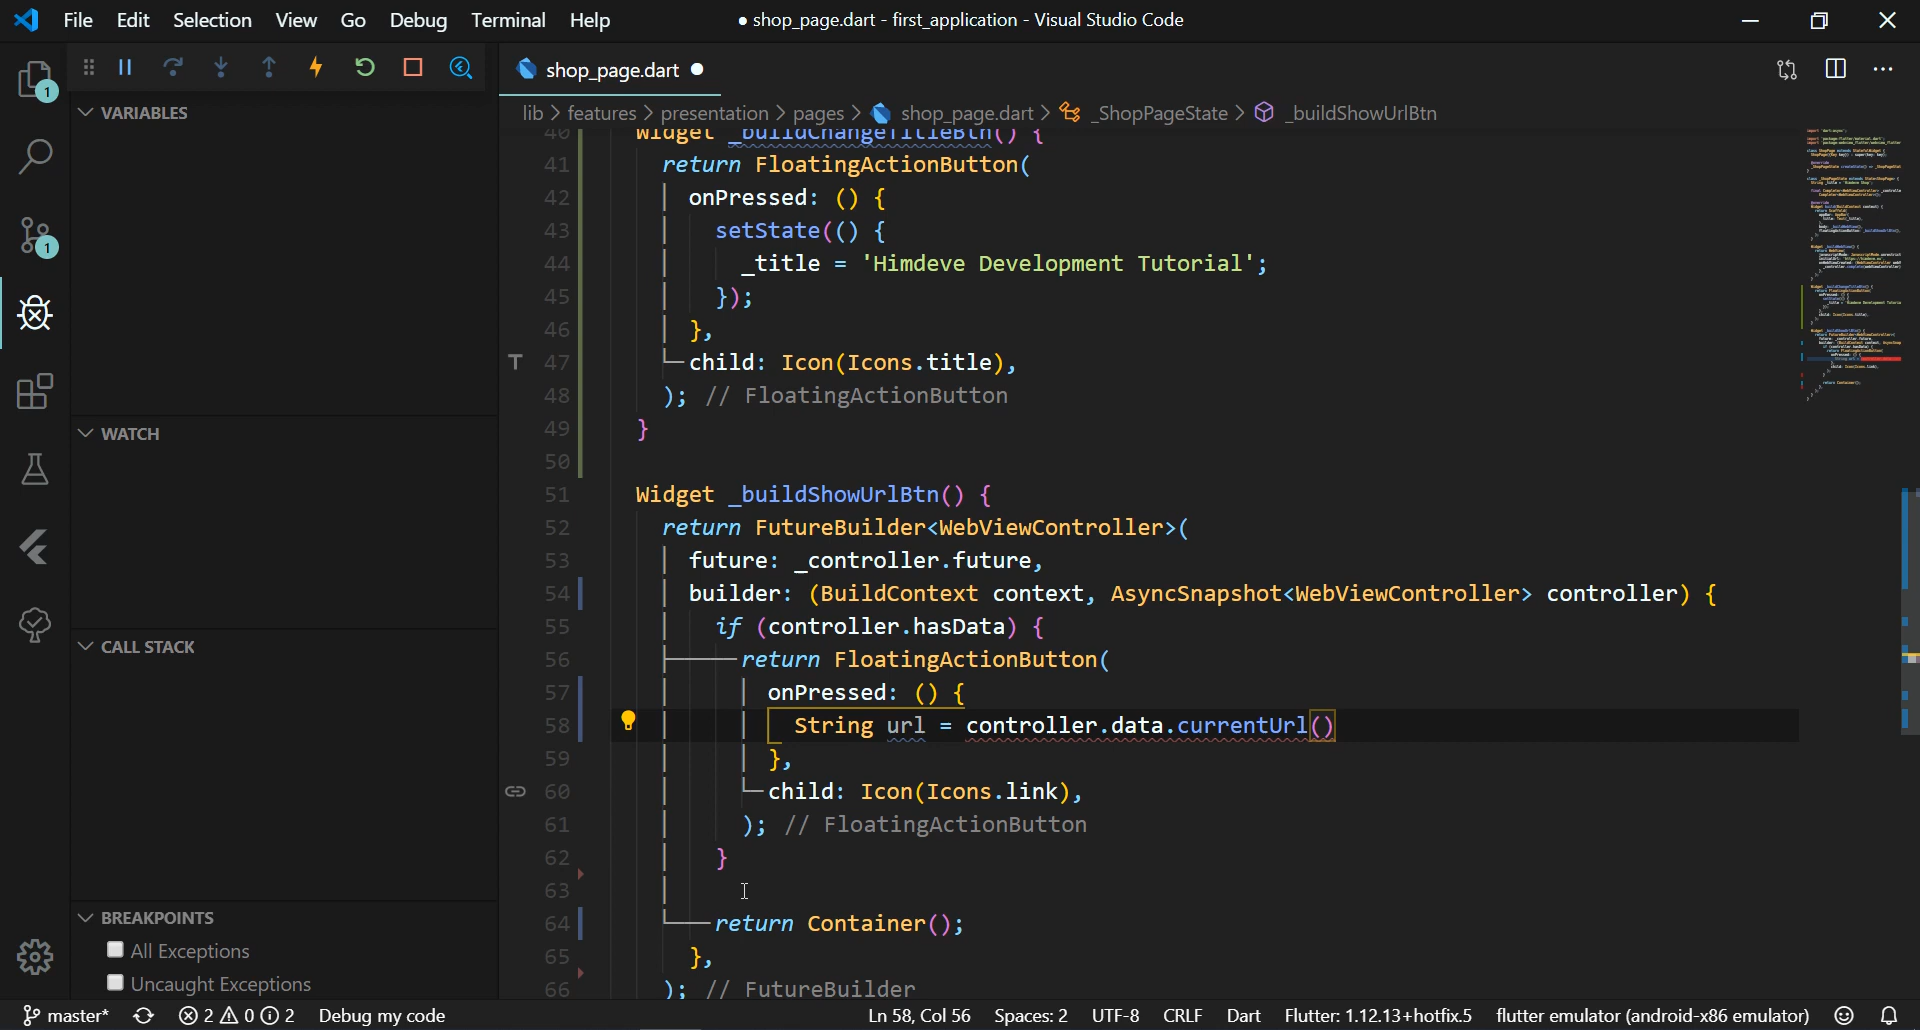 File Edit Selection View Go Debug Terminal Help
● shop_page.dart - first_application - Visual Studio Code
1
1
VARIABLES
WATCH
CALL STACK
BREAKPOINTS
All Exceptions
Uncaught Exceptions
shop_page.dart ●
lib > features > presentation > pages > shop_page.dart > _ShopPageState > _buildShowUrlBtn
40 Widget _buildChangeTitleBtn() {
41 return FloatingActionButton(
42 onPressed: () {
43 setState(() {
44 _title = 'Himdeve Development Tutorial';
45 });
46 },
47 child: Icon(Icons.title),
48 ); // FloatingActionButton
49 }
50
51 Widget _buildShowUrlBtn() {
52 return FutureBuilder<WebViewController>(
53 future: _controller.future,
54 builder: (BuildContext context, AsyncSnapshot<WebViewController> controller) {
55 if (controller.hasData) {
56 return FloatingActionButton(
57 onPressed: () {
58 String url = controller.data.currentUrl()
59 },
60 child: Icon(Icons.link),
61 ); // FloatingActionButton
62 }
63
64 return Container();
65 },
66 ); // FutureBuilder
master* 2 0 2 Debug my code Ln 58, Col 56 Spaces: 2 UTF-8 CRLF Dart Flutter: 1.12.13+hotfix.5 flutter emulator (android-x86 emulator)